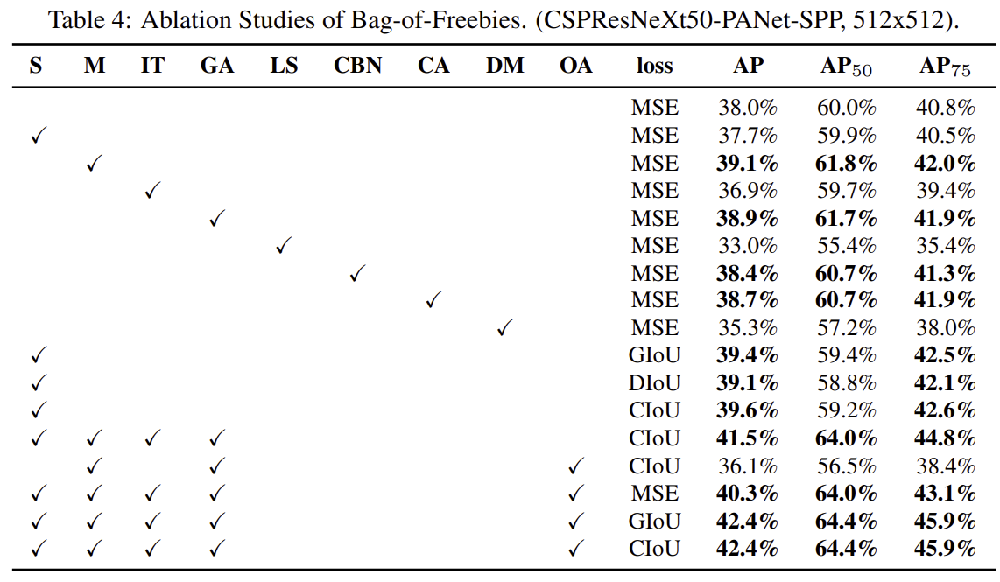 Table 4: Ablation Studies of Bag-of-Freebies. (CSPResNeXt50-PANet-SPP, 512x512).
S M IT GA LS CBN CA DM OA loss AP AP50 AP75
MSE 38.0% 60.0% 40.8%
✓ MSE 37.7% 59.9% 40.5%
✓ MSE 39.1% 61.8% 42.0%
✓ MSE 36.9% 59.7% 39.4%
✓ MSE 38.9% 61.7% 41.9%
✓ MSE 33.0% 55.4% 35.4%
✓ MSE 38.4% 60.7% 41.3%
✓ MSE 38.7% 60.7% 41.9%
✓ MSE 35.3% 57.2% 38.0%
✓ GIoU 39.4% 59.4% 42.5%
✓ DIoU 39.1% 58.8% 42.1%
✓ CIoU 39.6% 59.2% 42.6%
✓ ✓ ✓ ✓ CIoU 41.5% 64.0% 44.8%
✓ ✓ ✓ CIoU 36.1% 56.5% 38.4%
✓ ✓ ✓ ✓ ✓ MSE 40.3% 64.0% 43.1%
✓ ✓ ✓ ✓ ✓ GIoU 42.4% 64.4% 45.9%
✓ ✓ ✓ ✓ ✓ CIoU 42.4% 64.4% 45.9%